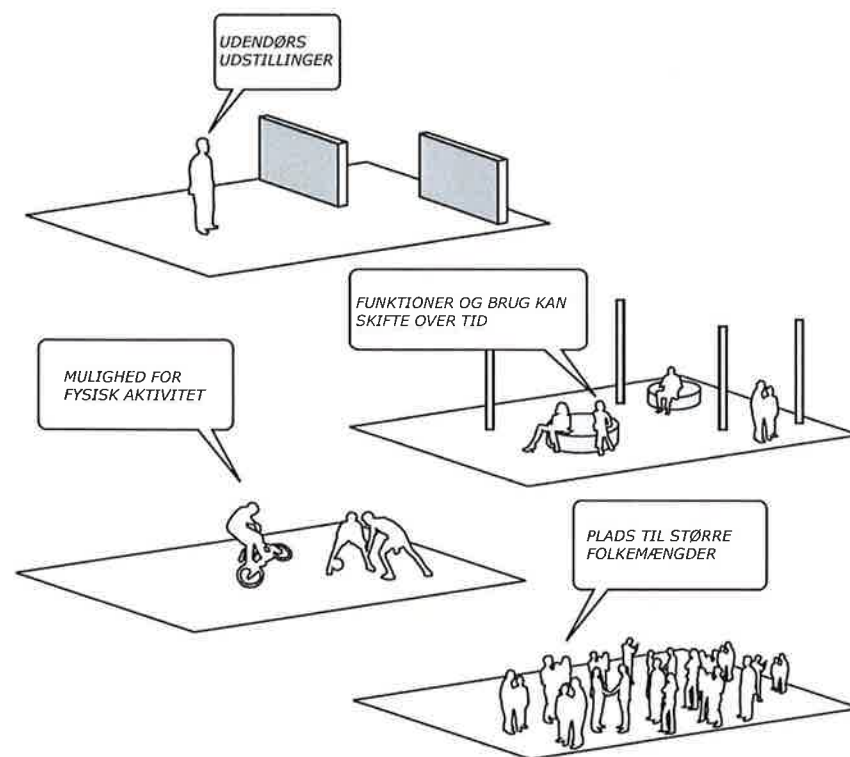 UDENDØRS
UDSTILLINGER
FUNKTIONER OG BRUG KAN
SKIFTE OVER TID
MULIGHED FOR
FYSISK AKTIVITET
PLADS TIL STØRRE
FOLKEMÆNGDER